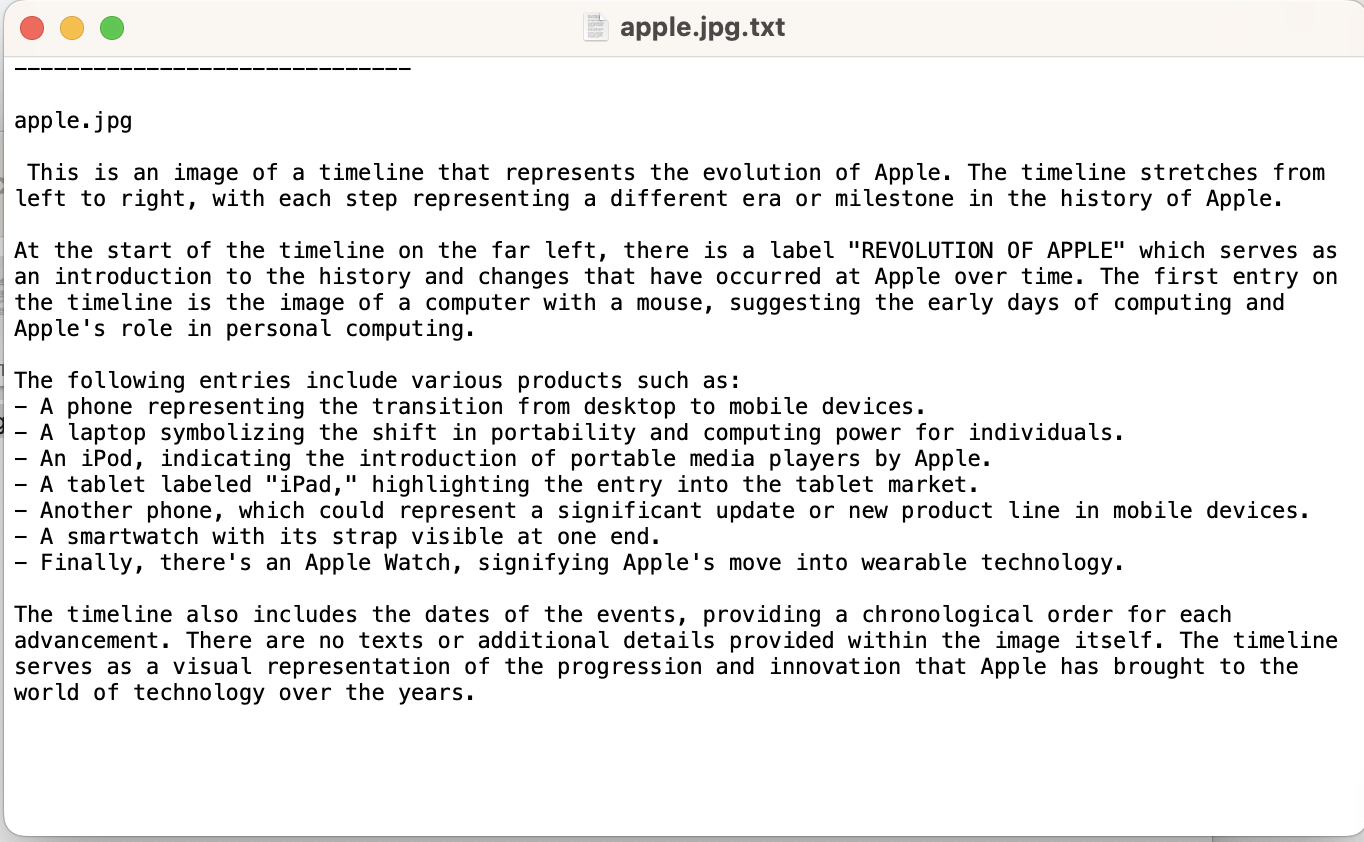 apple.jpg.txt
------------------------------
apple.jpg
This is an image of a timeline that represents the evolution of Apple. The timeline stretches from
left to right, with each step representing a different era or milestone in the history of Apple.
At the start of the timeline on the far left, there is a label "REVOLUTION OF APPLE" which serves as
an introduction to the history and changes that have occurred at Apple over time. The first entry on
the timeline is the image of a computer with a mouse, suggesting the early days of computing and
Apple's role in personal computing.
The following entries include various products such as:
- A phone representing the transition from desktop to mobile devices.
- A laptop symbolizing the shift in portability and computing power for individuals.
- An iPod, indicating the introduction of portable media players by Apple.
- A tablet labeled "iPad," highlighting the entry into the tablet market.
- Another phone, which could represent a significant update or new product line in mobile devices.
- A smartwatch with its strap visible at one end.
- Finally, there's an Apple Watch, signifying Apple's move into wearable technology.
The timeline also includes the dates of the events, providing a chronological order for each
advancement. There are no texts or additional details provided within the image itself. The timeline
serves as a visual representation of the progression and innovation that Apple has brought to the
world of technology over the years.